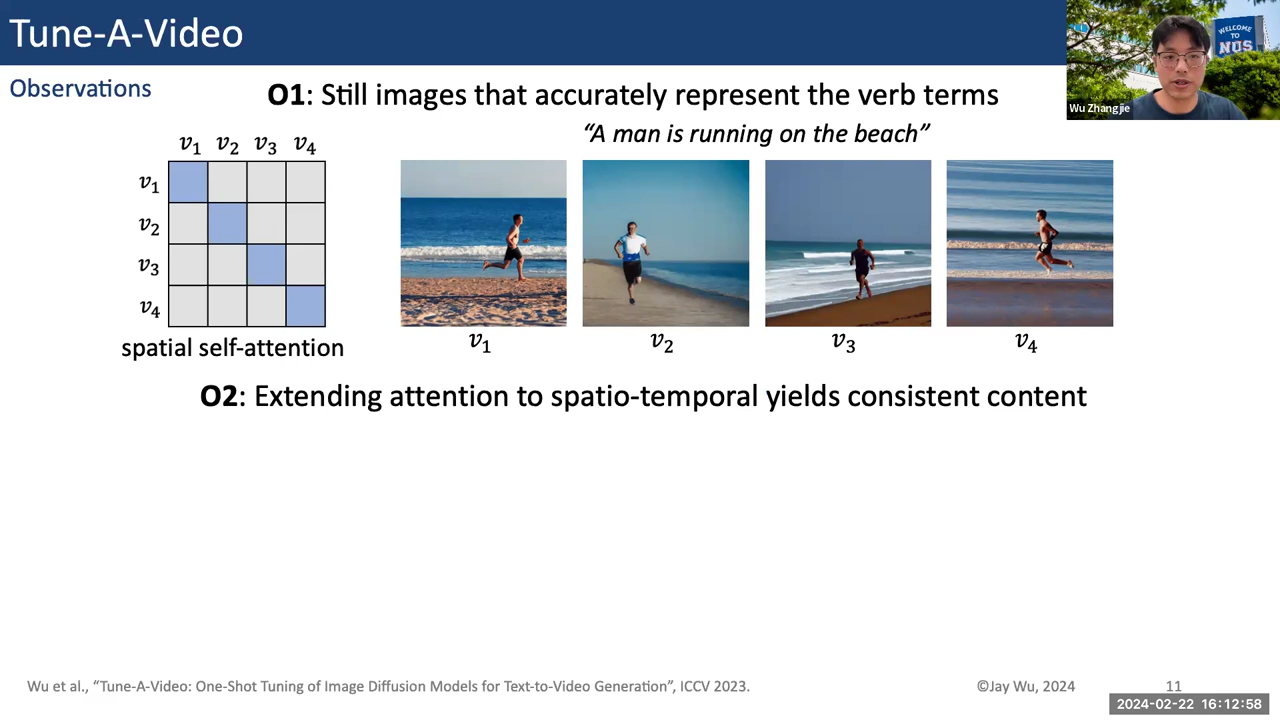 Tune-A-Video
WELCOME
TO
NUS
Wu Zhangjie
Observations
O1: Still images that accurately represent the verb terms
“A man is running on the beach”
v1 v2 v3 v4
v1
v2
v3
v4
spatial self-attention
v1 v2 v3 v4
O2: Extending attention to spatio-temporal yields consistent content
Wu et al., “Tune-A-Video: One-Shot Tuning of Image Diffusion Models for Text-to-Video Generation”, ICCV 2023.
©Jay Wu, 2024
11
2024-02-22 16:12:58